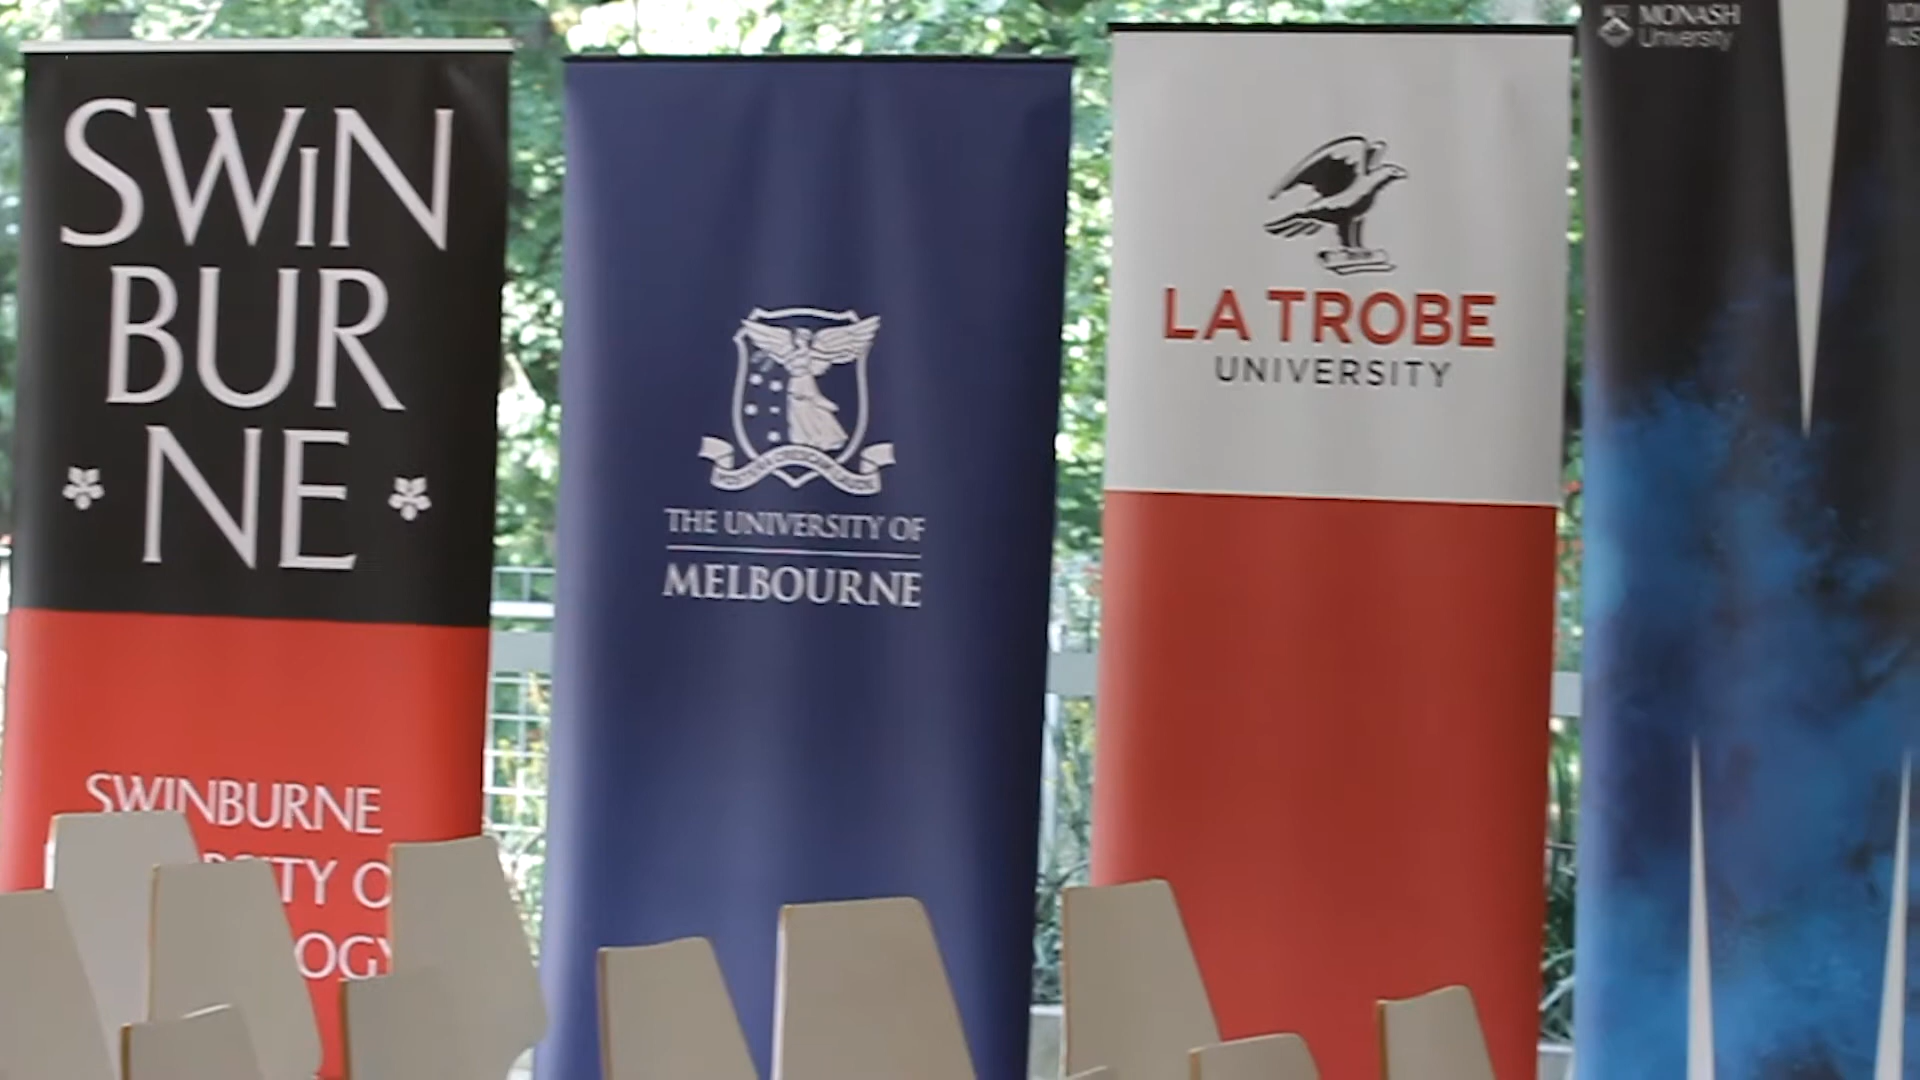 SWiN
BUR
NE
SWINBURNE
THE UNIVERSITY OF
MELBOURNE
LA TROBE
UNIVERSITY
MONASH
University